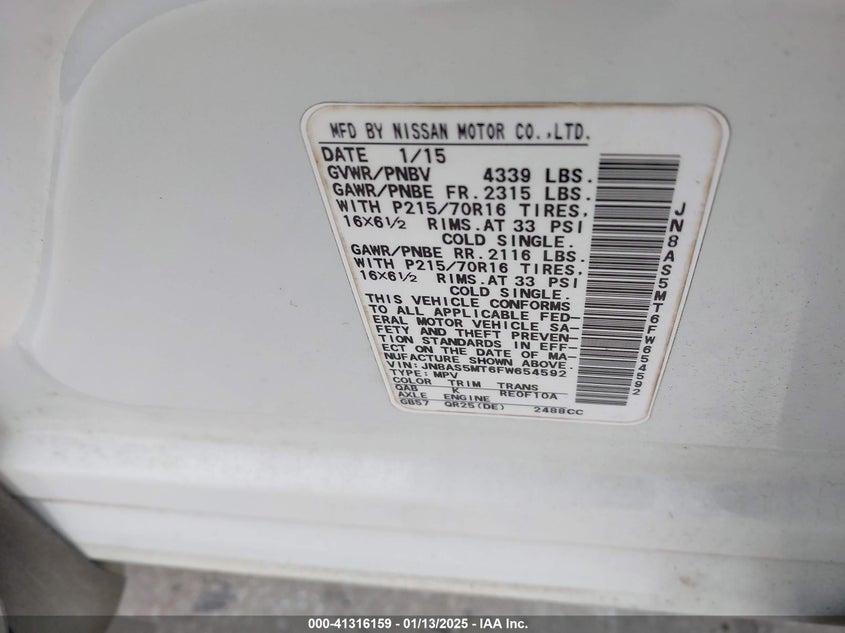 MFD BY NISSAN MOTOR CO.,LTD.
DATE 1/15
GVWR/PNBV 4339 LBS.
GAWR/PNBE FR. 2315 LBS.
WITH P215/70R16 TIRES,
16X6½ RIMS.AT 33 PSI
COLD SINGLE.
GAWR/PNBE RR. 2116 LBS.
WITH P215/70R16 TIRES,
16X6½ RIMS.AT 33 PSI
COLD SINGLE.
THIS VEHICLE CONFORMS
TO ALL APPLICABLE FED-
ERAL MOTOR VEHICLE SA-
FETY AND THEFT PREVEN-
TION STANDARDS IN EFF-
ECT ON THE DATE OF MA-
NUFACTURE SHOWN ABOVE.
VIN: JN8AS5MT6FW654592
TYPE: MPV
COLOR TRIM TRANS
QAB K RE0F10A
AXLE ENGINE
GB57 QR25(DE) 2488CC
JN8AS5MT6FW654592
000-41316159 — 01/13/2025 — IAA Inc.